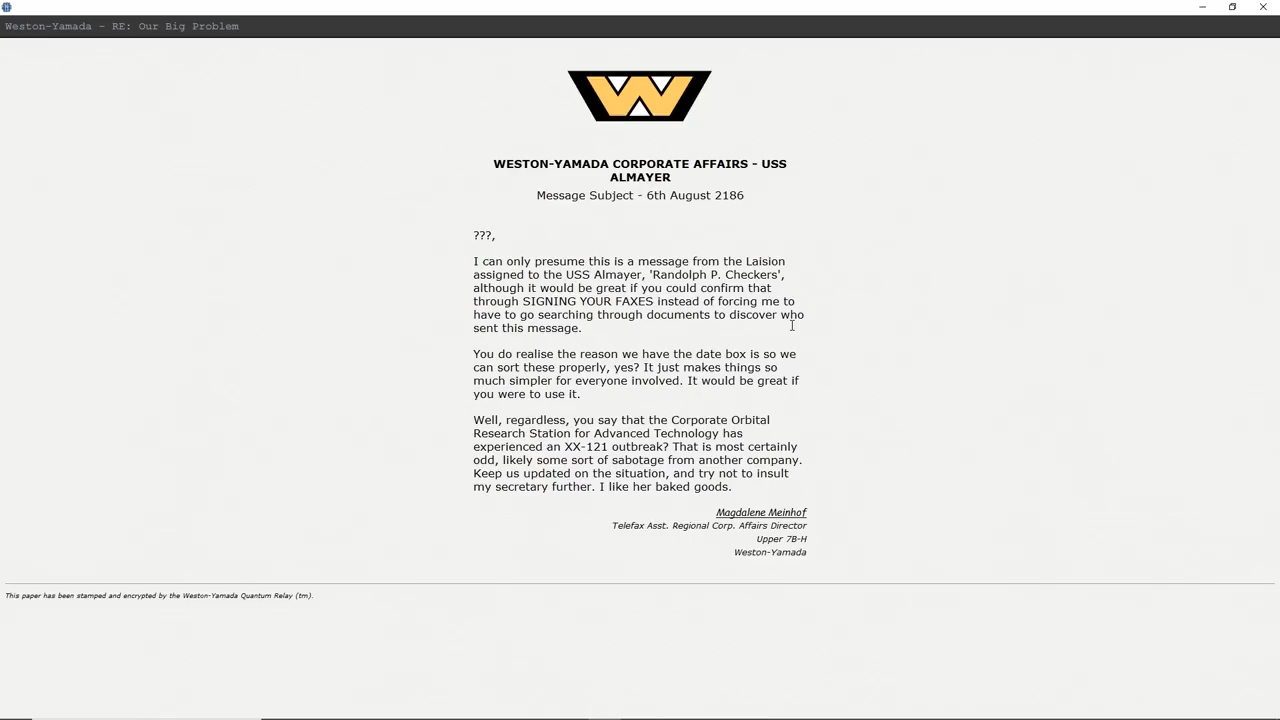 Weston-Yamada - RE: Our Big Problem
W
WESTON-YAMADA CORPORATE AFFAIRS - USS
ALMAYER
Message Subject - 6th August 2186
???,
I can only presume this is a message from the Laision
assigned to the USS Almayer, 'Randolph P. Checkers',
although it would be great if you could confirm that
through SIGNING YOUR FAXES instead of forcing me to
have to go searching through documents to discover who
sent this message.
You do realise the reason we have the date box is so we
can sort these properly, yes? It just makes things so
much simpler for everyone involved. It would be great if
you were to use it.
Well, regardless, you say that the Corporate Orbital
Research Station for Advanced Technology has
experienced an XX-121 outbreak? That is most certainly
odd, likely some sort of sabotage from another company.
Keep us updated on the situation, and try not to insult
my secretary further. I like her baked goods.
Magdalene Meinhof
Telefax Asst. Regional Corp. Affairs Director
Upper 7B-H
Weston-Yamada
This paper has been stamped and encrypted by the Weston-Yamada Quantum Relay (tm).